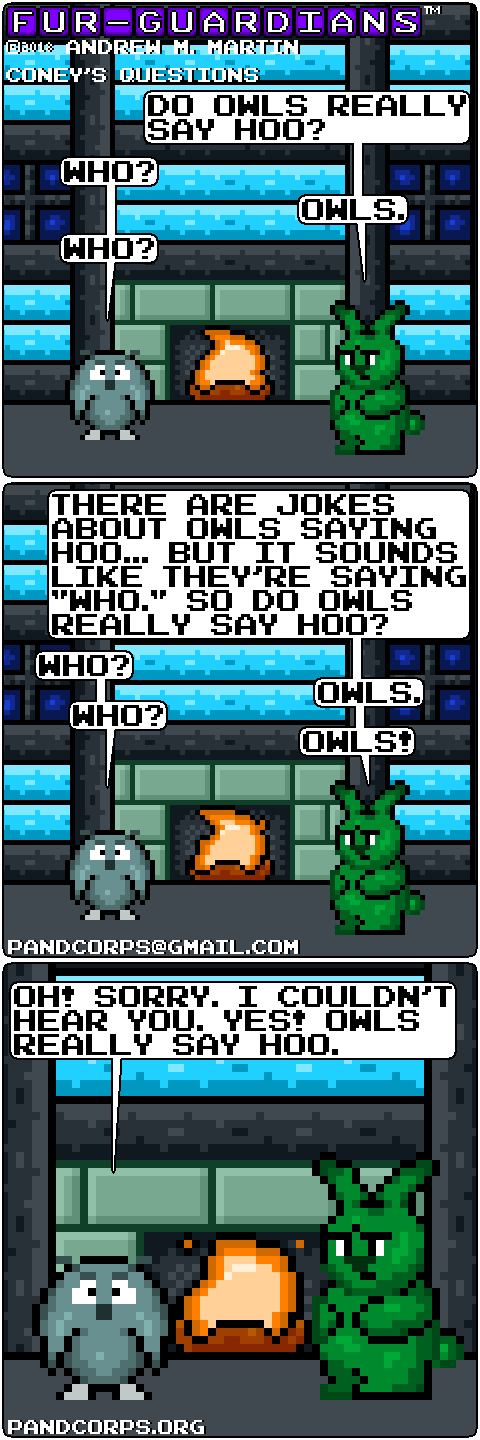 FUR-GUARDIANS™
©2018 ANDREW M. MARTIN
CONEY'S QUESTIONS
DO OWLS REALLY
SAY HOO?
WHO?
OWLS.
WHO?
THERE ARE JOKES
ABOUT OWLS SAYING
HOO... BUT IT SOUNDS
LIKE THEY'RE SAYING
"WHO." SO DO OWLS
REALLY SAY HOO?
WHO?
OWLS.
WHO?
OWLS!
PANDCORPS@GMAIL.COM
OH! SORRY. I COULDN'T
HEAR YOU. YES! OWLS
REALLY SAY HOO.
PANDCORPS.ORG